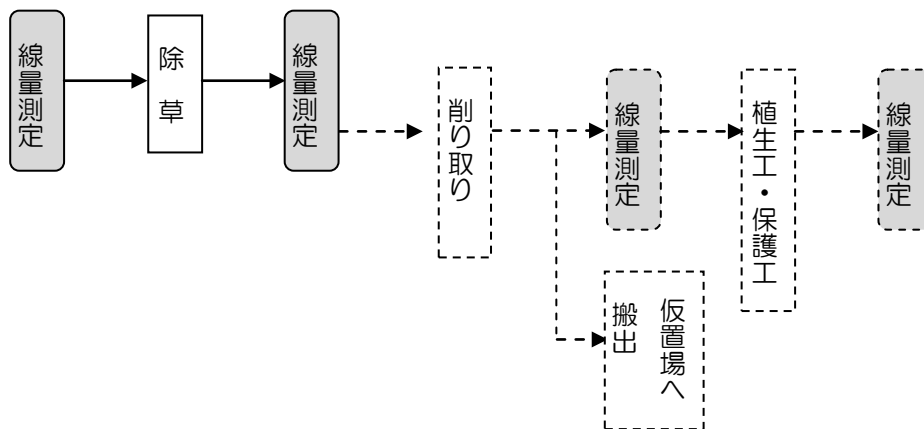 線量測定
除草
線量測定
削り取り
線量測定
植生工・保護工
線量測定
仮置場へ
搬出